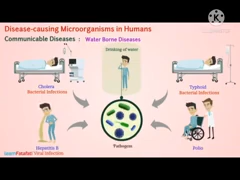 Disease-causing Microorganisms in Humans
Communicable Diseases : Water Borne Diseases
Drinking of water
Cholera
Bacterial Infections
Typhoid
Bacterial Infections
Hepatitis B
Viral Infection
Pathogen
Polio
learnFatafat